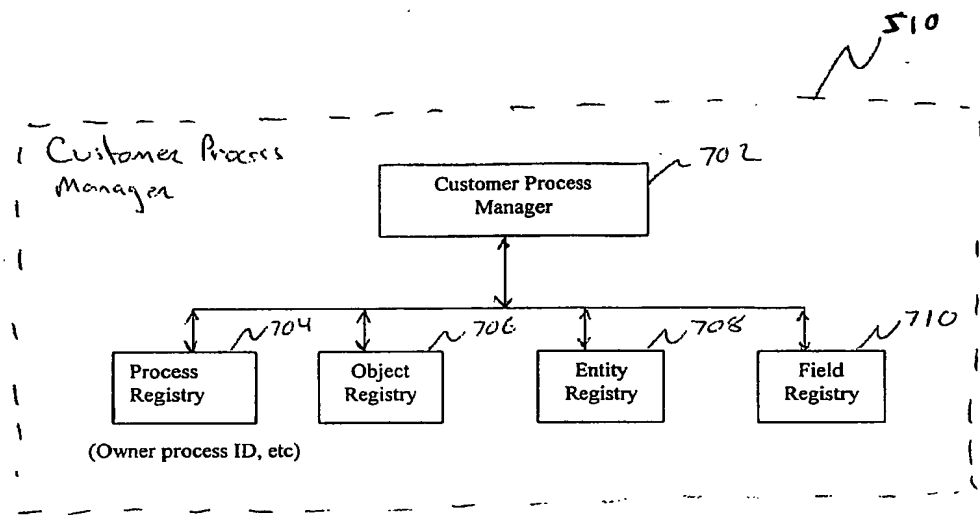 510
Customer Process
Manager
702
Customer Process
Manager
704
706
708
710
Process
Registry
Object
Registry
Entity
Registry
Field
Registry
(Owner process ID, etc)